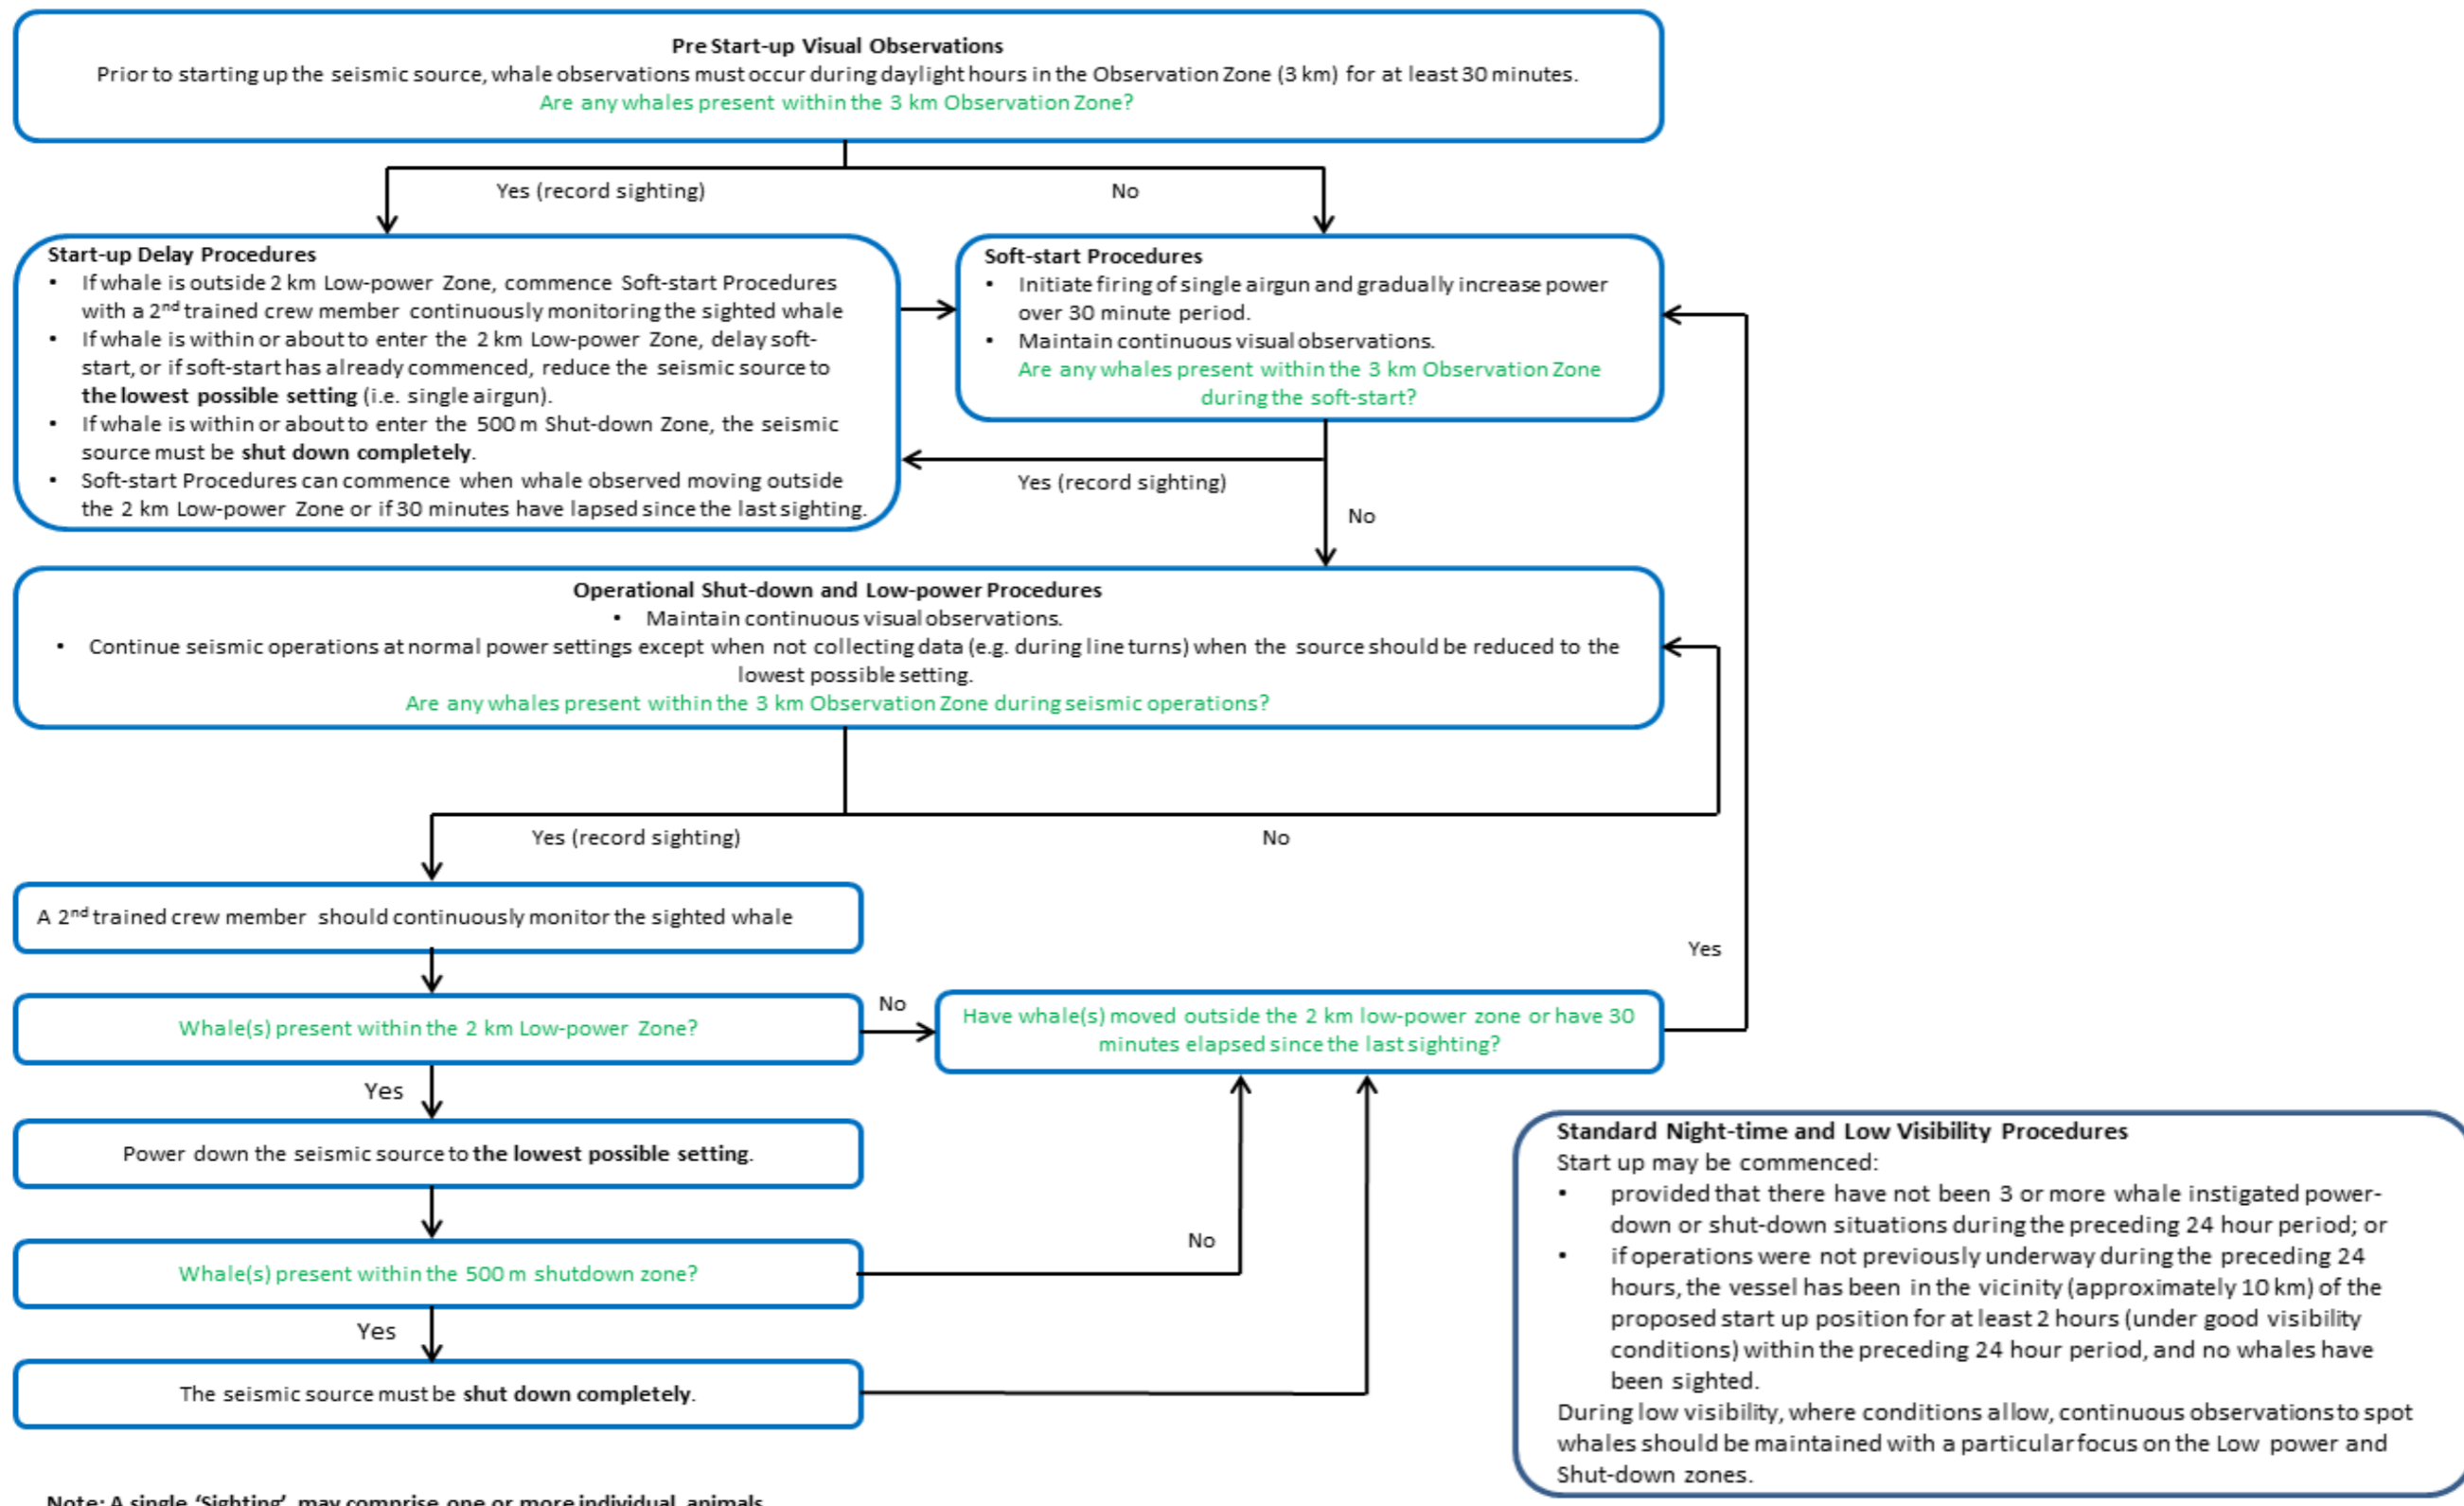 Pre Start-up Visual Observations
Prior to starting up the seismic source, whale observations must occur during daylight hours in the Observation Zone (3 km) for at least 30 minutes.
Are any whales present within the 3 km Observation Zone?
Yes (record sighting)
No
Start-up Delay Procedures
• If whale is outside 2 km Low-power Zone, commence Soft-start Procedures
with a 2nd trained crew member continuously monitoring the sighted whale
• If whale is within or about to enter the 2 km Low-power Zone, delay soft-
start, or if soft-start has already commenced, reduce the seismic source to
the lowest possible setting (i.e. single airgun).
• If whale is within or about to enter the 500 m Shut-down Zone, the seismic
source must be shut down completely.
• Soft-start Procedures can commence when whale observed moving outside
the 2 km Low-power Zone or if 30 minutes have lapsed since the last sighting.
Soft-start Procedures
• Initiate firing of single airgun and gradually increase power
over 30 minute period.
• Maintain continuous visual observations.
Are any whales present within the 3 km Observation Zone
during the soft-start?
Yes (record sighting)
No
Operational Shut-down and Low-power Procedures
• Maintain continuous visual observations.
• Continue seismic operations at normal power settings except when not collecting data (e.g. during line turns) when the source should be reduced to the
lowest possible setting.
Are any whales present within the 3 km Observation Zone during seismic operations?
Yes (record sighting)
No
A 2nd trained crew member should continuously monitor the sighted whale
Yes
Whale(s) present within the 2 km Low-power Zone?
No
Have whale(s) moved outside the 2 km low-power zone or have 30
minutes elapsed since the last sighting?
Yes
Power down the seismic source to the lowest possible setting.
Whale(s) present within the 500 m shutdown zone?
No
Yes
The seismic source must be shut down completely.
Standard Night-time and Low Visibility Procedures
Start up may be commenced:
• provided that there have not been 3 or more whale instigated power-
down or shut-down situations during the preceding 24 hour period; or
• if operations were not previously underway during the preceding 24
hours, the vessel has been in the vicinity (approximately 10 km) of the
proposed start up position for at least 2 hours (under good visibility
conditions) within the preceding 24 hour period, and no whales have
been sighted.
During low visibility, where conditions allow, continuous observations to spot
whales should be maintained with a particular focus on the Low power and
Shut-down zones.
Note: A single 'Sighting' may comprise one or more individual animals